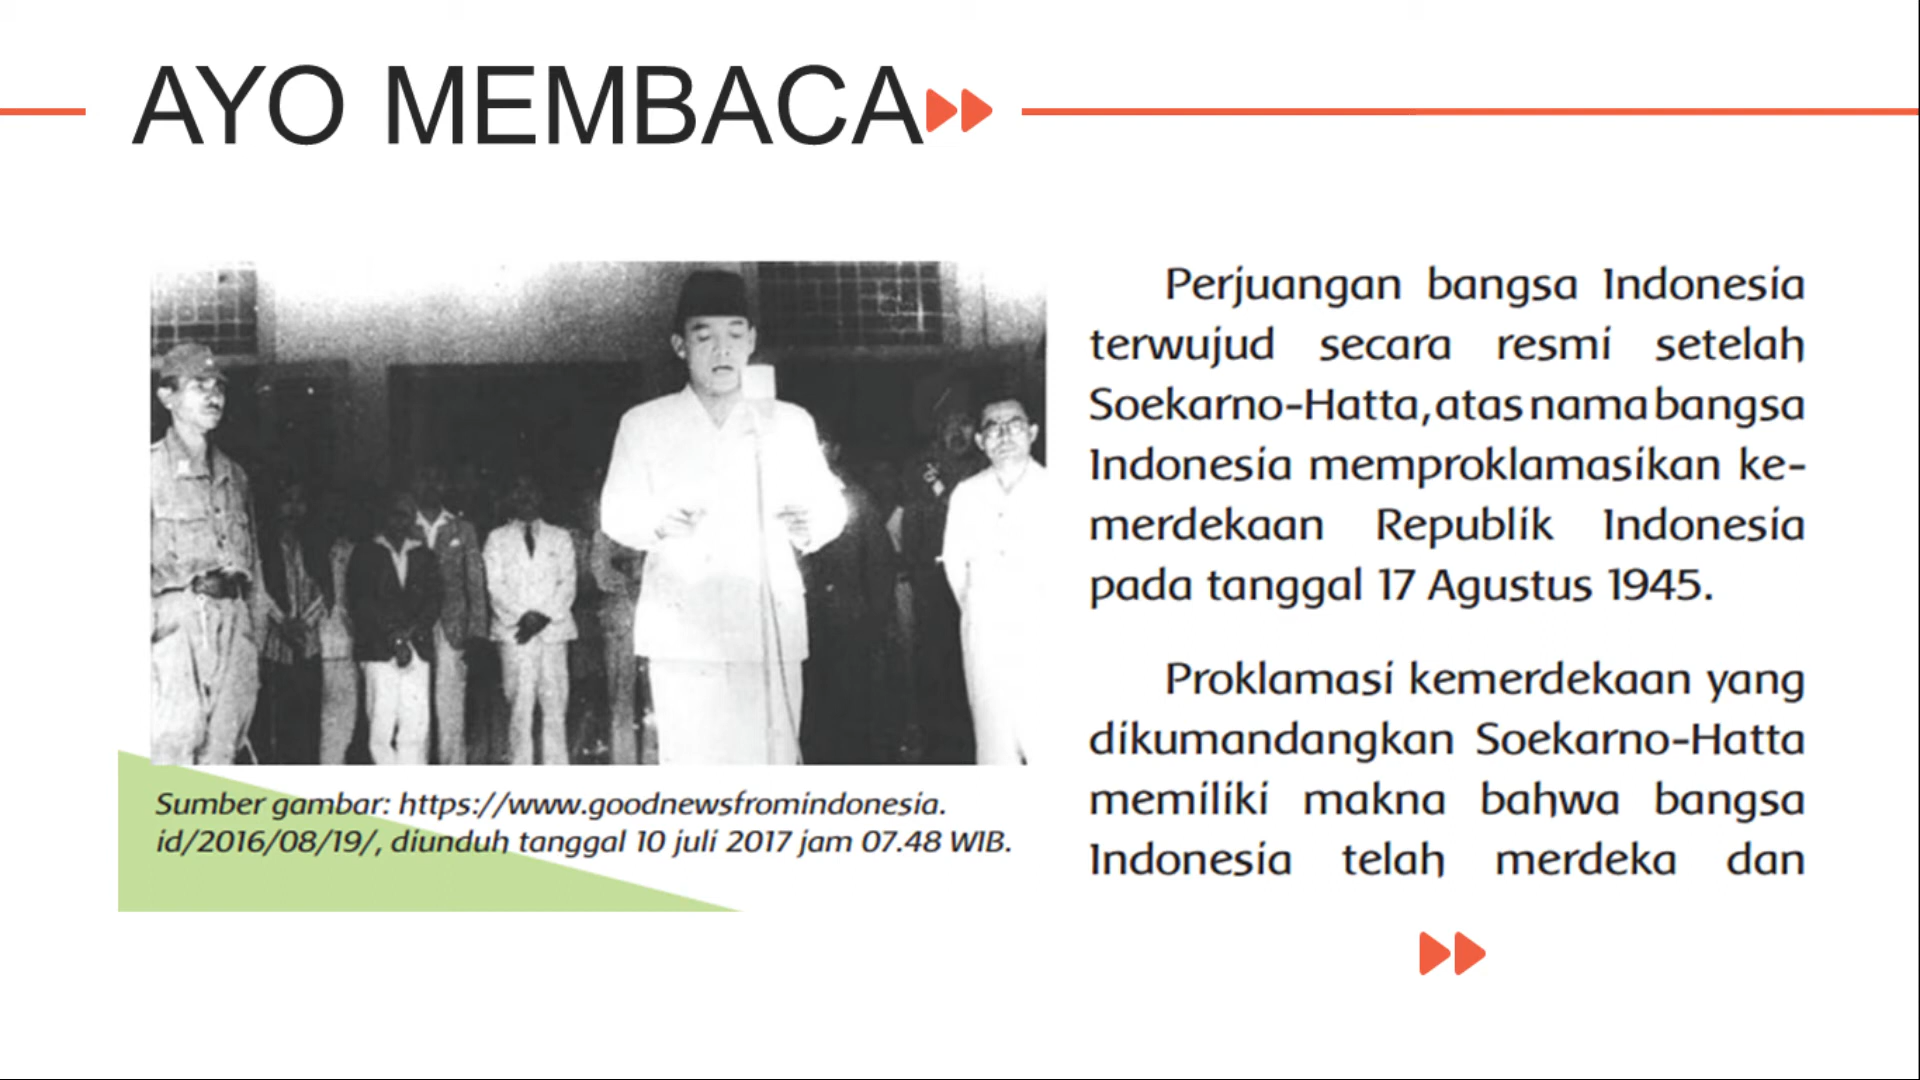 AYO MEMBACA
Perjuangan bangsa Indonesia
terwujud secara resmi setelah
Soekarno-Hatta, atas nama bangsa
Indonesia memproklamasikan ke-
merdekaan Republik Indonesia
pada tanggal 17 Agustus 1945.
Proklamasi kemerdekaan yang
dikumandangkan Soekarno-Hatta
memiliki makna bahwa bangsa
Indonesia telah merdeka dan
Sumber gambar: https://www.goodnewsfromindonesia.
id/2016/08/19/, diunduh tanggal 10 juli 2017 jam 07.48 WIB.